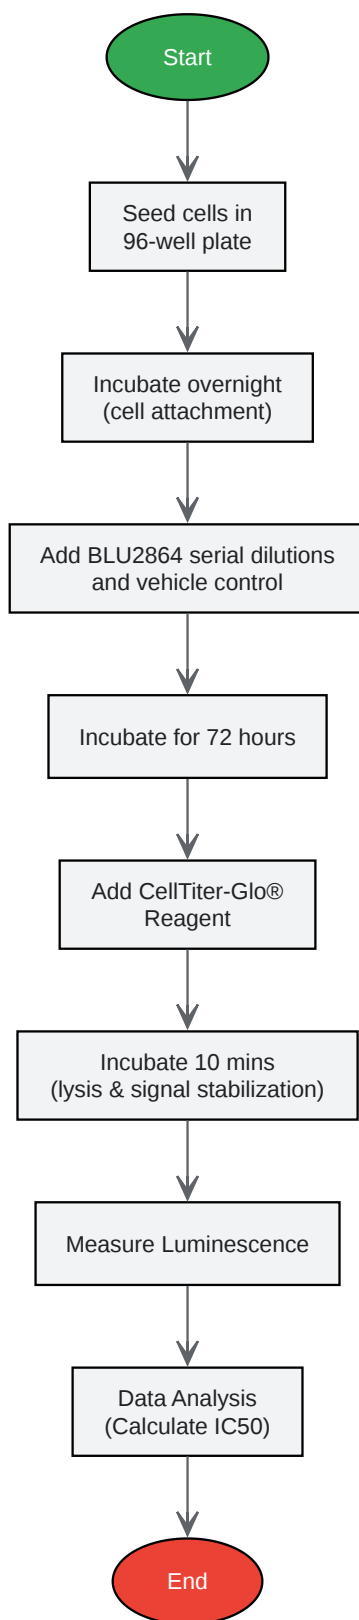 Start
Seed cells in
96-well plate
Incubate overnight
(cell attachment)
Add BLU2864 serial dilutions
and vehicle control
Incubate for 72 hours
Add CellTiter-Glo®
Reagent
Incubate 10 mins
(lysis & signal stabilization)
Measure Luminescence
Data Analysis
(Calculate IC50)
End